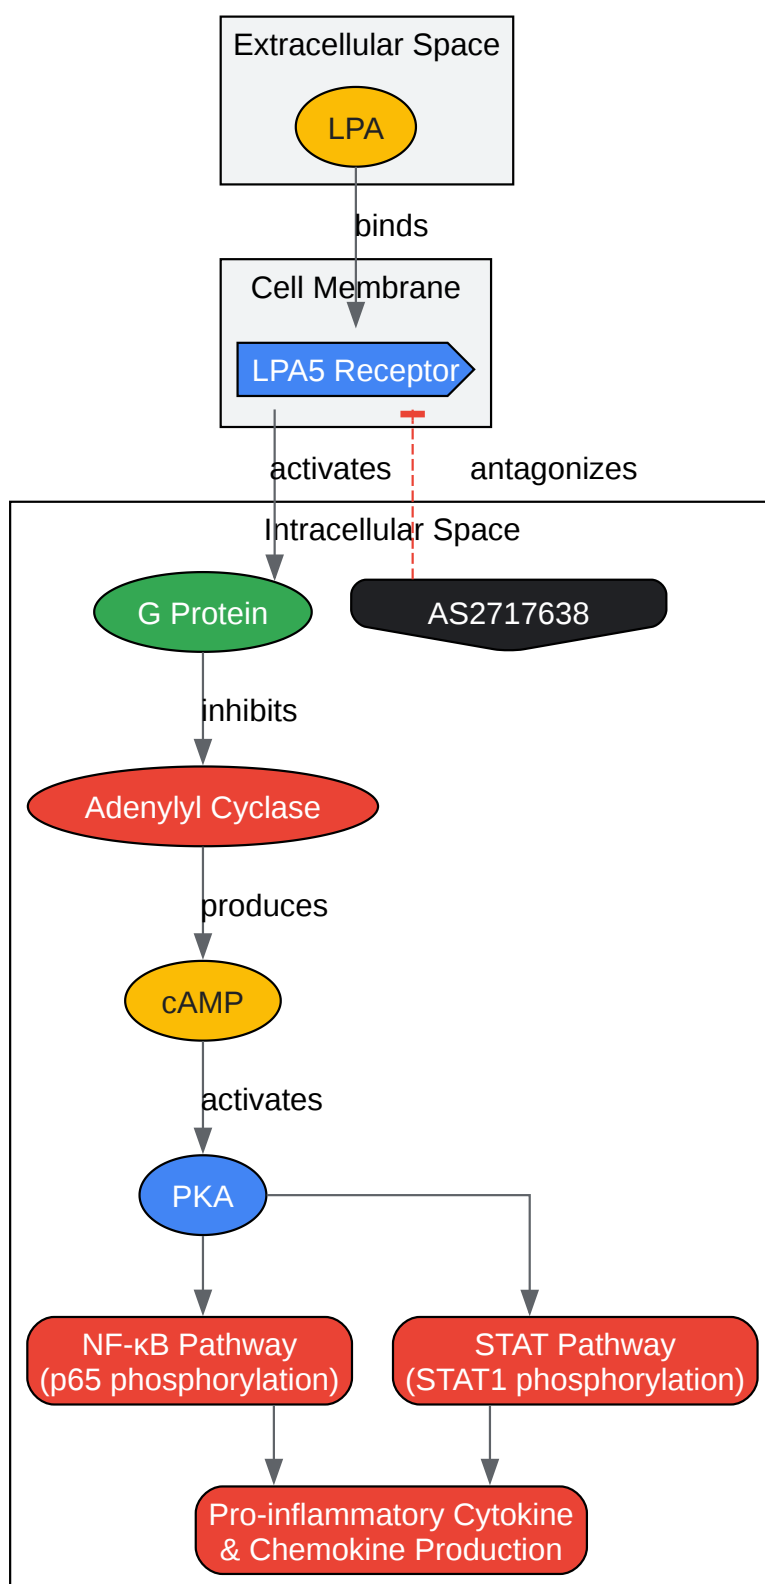 Extracellular Space
LPA
binds
Cell Membrane
LPA5 Receptor
activates
antagonizes
Intracellular Space
G Protein
AS2717638
inhibits
Adenylyl Cyclase
produces
cAMP
activates
PKA
NF-κB Pathway
(p65 phosphorylation)
STAT Pathway
(STAT1 phosphorylation)
Pro-inflammatory Cytokine
& Chemokine Production